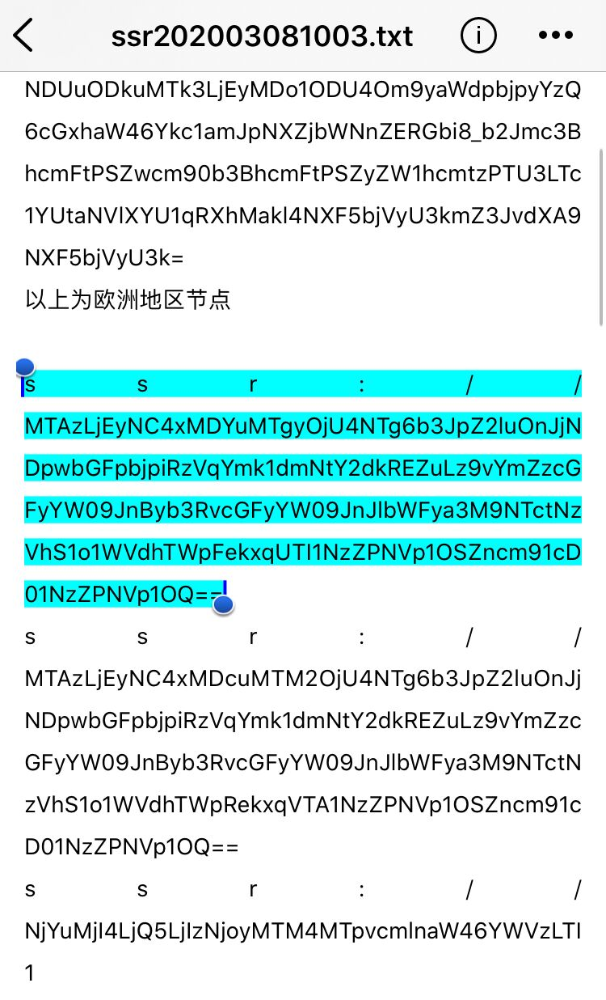 ssr202003081003.txt
NDUuODkuMTk3LjEyMDo1ODU4Om9yaWdpbjpyYzQ
6cGxhaW46Ykc1amJpNXZjbWNnZERGbi8_b2Jmc3B
hcmFtPSZwcm90b3BhcmFtPSZyZW1hcmtzPTU3LTc
1YUtaNVlXYU1qRXhMakl4NXF5bjVyU3kmZ3JvdXA9
NXF5bjVyU3k=
以上为欧洲地区节点
s s r : / /
MTAzLjEyNC4xMDYuMTgyOjU4NTg6b3JpZ2luOnJjN
DpwbGFpbjpiRzVqYmk1dmNtY2dkREZuLz9vYmZzcG
FyYW09JnByb3RvcGFyYW09JnJlbWFya3M9NTctNz
VhS1o1WVdhTWpFekxqUTI1NzZPNVp1OSZncm91cD
01NzZPNVp1OQ==
s s r : / /
MTAzLjEyNC4xMDcuMTM2OjU4NTg6b3JpZ2luOnJj
NDpwbGFpbjpiRzVqYmk1dmNtY2dkREZuLz9vYmZzc
GFyYW09JnByb3RvcGFyYW09JnJlbWFya3M9NTctN
zVhS1o1WVdhTWpRekxqVTA1NzZPNVp1OSZncm91c
D01NzZPNVp1OQ==
s s r : / /
NjYuMjI4LjQ5LjIzNjoyMTM4MTpvcmlnaW46YWVzLTI
1